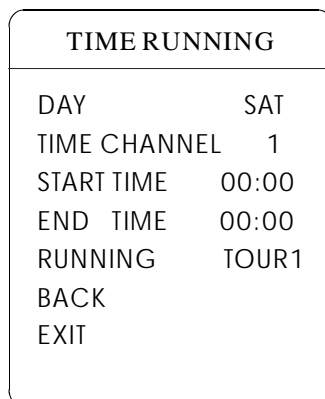 TIME RUNNING
DAY SAT
TIME CHANNEL 1
START TIME 00:00
END TIME 00:00
RUNNING TOUR1
BACK
EXIT